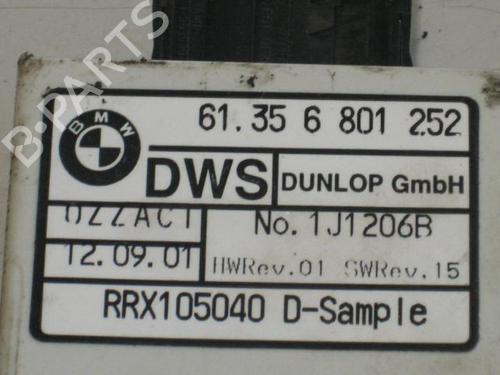 B-PARTS
BMW
61.35 6 801 252
DWS DUNLOP GmbH
No. 1J1206B
12.09.01 HWRev.01 SWRev.15
RRX105040 D-Sample